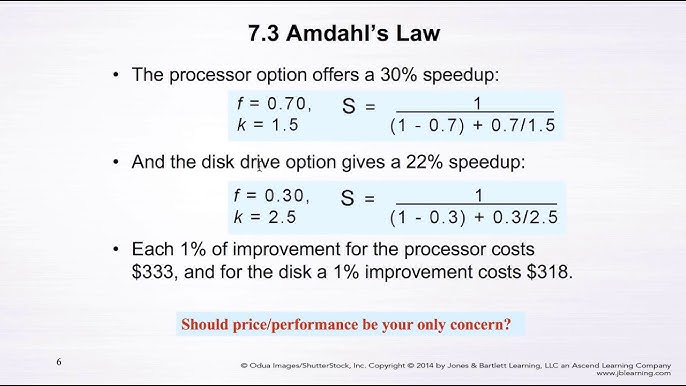 7.3 Amdahl's Law
• The processor option offers a 30% speedup:
f = 0.70,
k = 1.5
S = 1
(1 - 0.7) + 0.7/1.5
• And the disk drive option gives a 22% speedup:
f = 0.30,
k = 2.5
S = 1
(1 - 0.3) + 0.3/2.5
• Each 1% of improvement for the processor costs
$333, and for the disk a 1% improvement costs $318.
Should price/performance be your only concern?
6
© Odua Images/ShutterStock, Inc. Copyright © 2014 by Jones & Bartlett Learning, LLC an Ascend Learning Company
www.jblearning.com